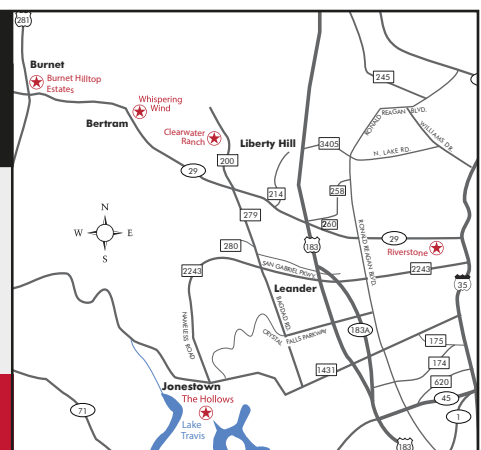 281
Burnet
Burnet Hilltop
Estates
245
Whispering
Wind
Bertram
RONALD REAGAN BLVD.
WILLIAMS DR.
Clearwater
Ranch
Liberty Hill
3405
N. LAKE RD.
200
29
214
258
279
260
N
W
E
S
280
183
29
RONALD REAGAN BLVD.
Riverstone
2243
SAN GABRIEL PKWY.
2243
35
Leander
BAGDAD RD.
NAMELESS ROAD
CRYSTAL FALLS PARKWAY
183A
175
174
1431
620
Jonestown
The Hollows
45
71
1
Lake
Travis
183